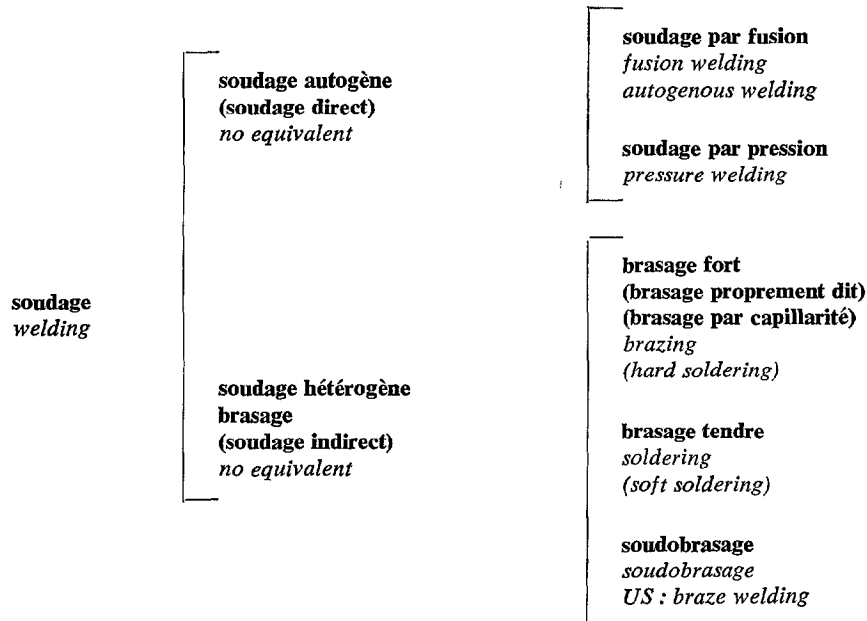 soudage
welding
soudage autogène
(soudage direct)
no equivalent
soudage par fusion
fusion welding
autogenous welding
soudage par pression
pressure welding
soudage hétérogène
brasage
(soudage indirect)
no equivalent
brasage fort
(brasage proprement dit)
(brasage par capillarité)
brazing
(hard soldering)
brasage tendre
soldering
(soft soldering)
soudobrasage
soudobrasage
US : braze welding